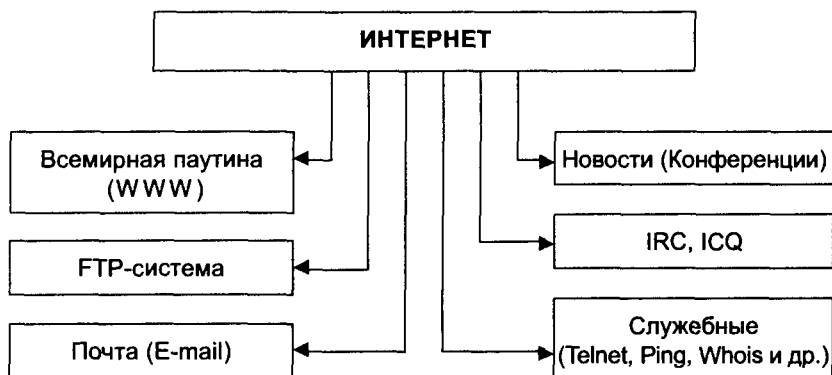 ИНТЕРНЕТ
Всемирная паутина
(WWW)
FTP-система
Почта (E-mail)
Новости (Конференции)
IRC, ICQ
Служебные
(Telnet, Ping, Whois и др.)